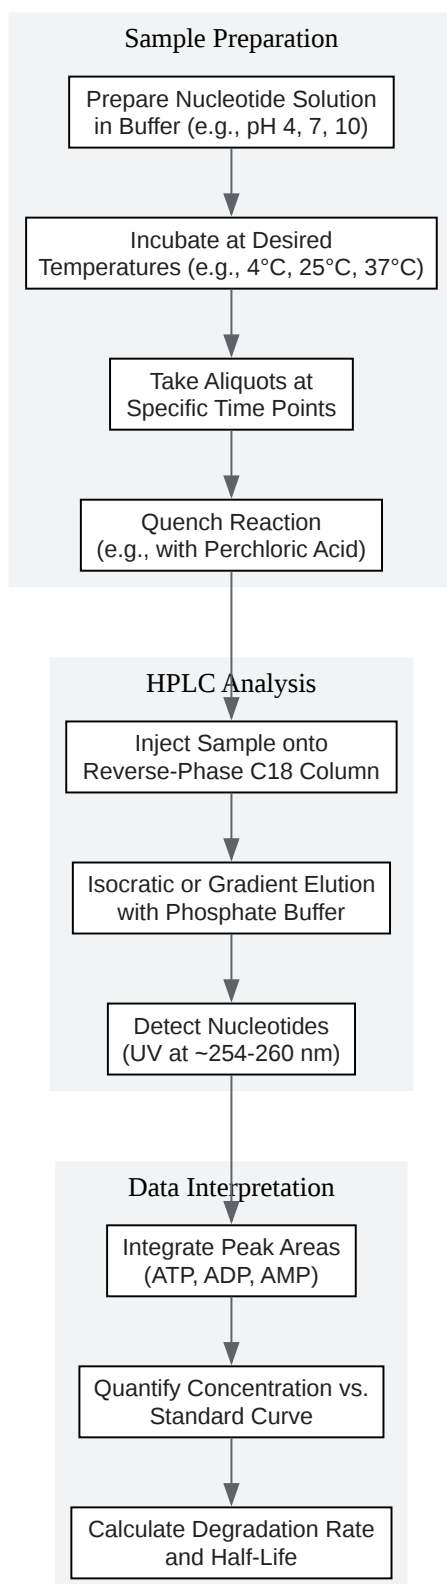 Sample Preparation
Prepare Nucleotide Solution
in Buffer (e.g., pH 4, 7, 10)
Incubate at Desired
Temperatures (e.g., 4°C, 25°C, 37°C)
Take Aliquots at
Specific Time Points
Quench Reaction
(e.g., with Perchloric Acid)
HPLC Analysis
Inject Sample onto
Reverse-Phase C18 Column
Isocratic or Gradient Elution
with Phosphate Buffer
Detect Nucleotides
(UV at ~254-260 nm)
Data Interpretation
Integrate Peak Areas
(ATP, ADP, AMP)
Quantify Concentration vs.
Standard Curve
Calculate Degradation Rate
and Half-Life